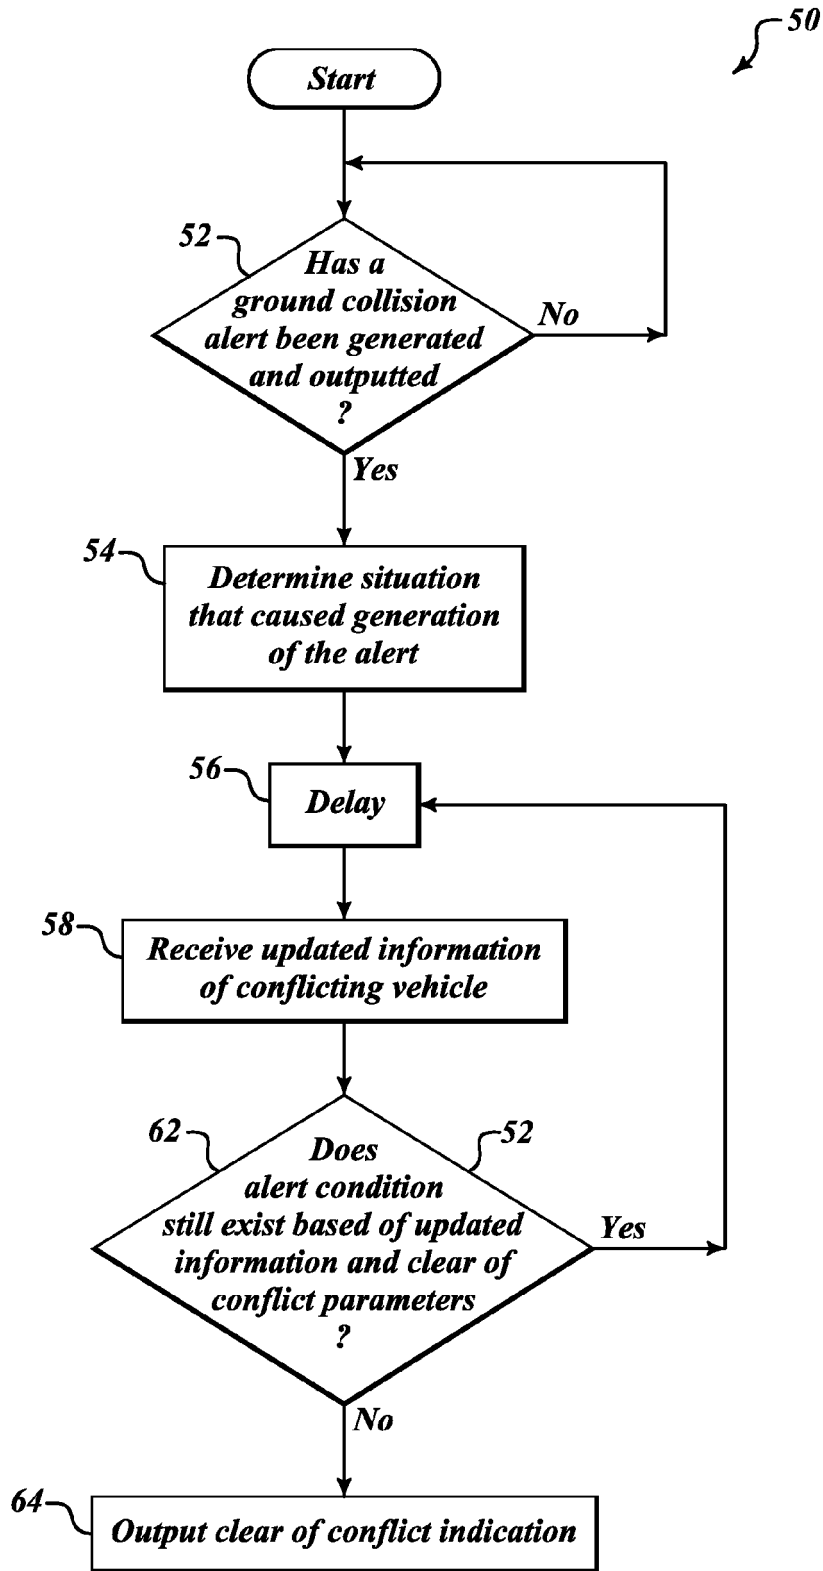 50
Start
52
Has a
ground collision
alert been generated
and outputted
?
No
Yes
54
Determine situation
that caused generation
of the alert
56
Delay
58
Receive updated information
of conflicting vehicle
62
52
Does
alert condition
still exist based of updated
information and clear of
conflict parameters
?
Yes
No
64
Output clear of conflict indication